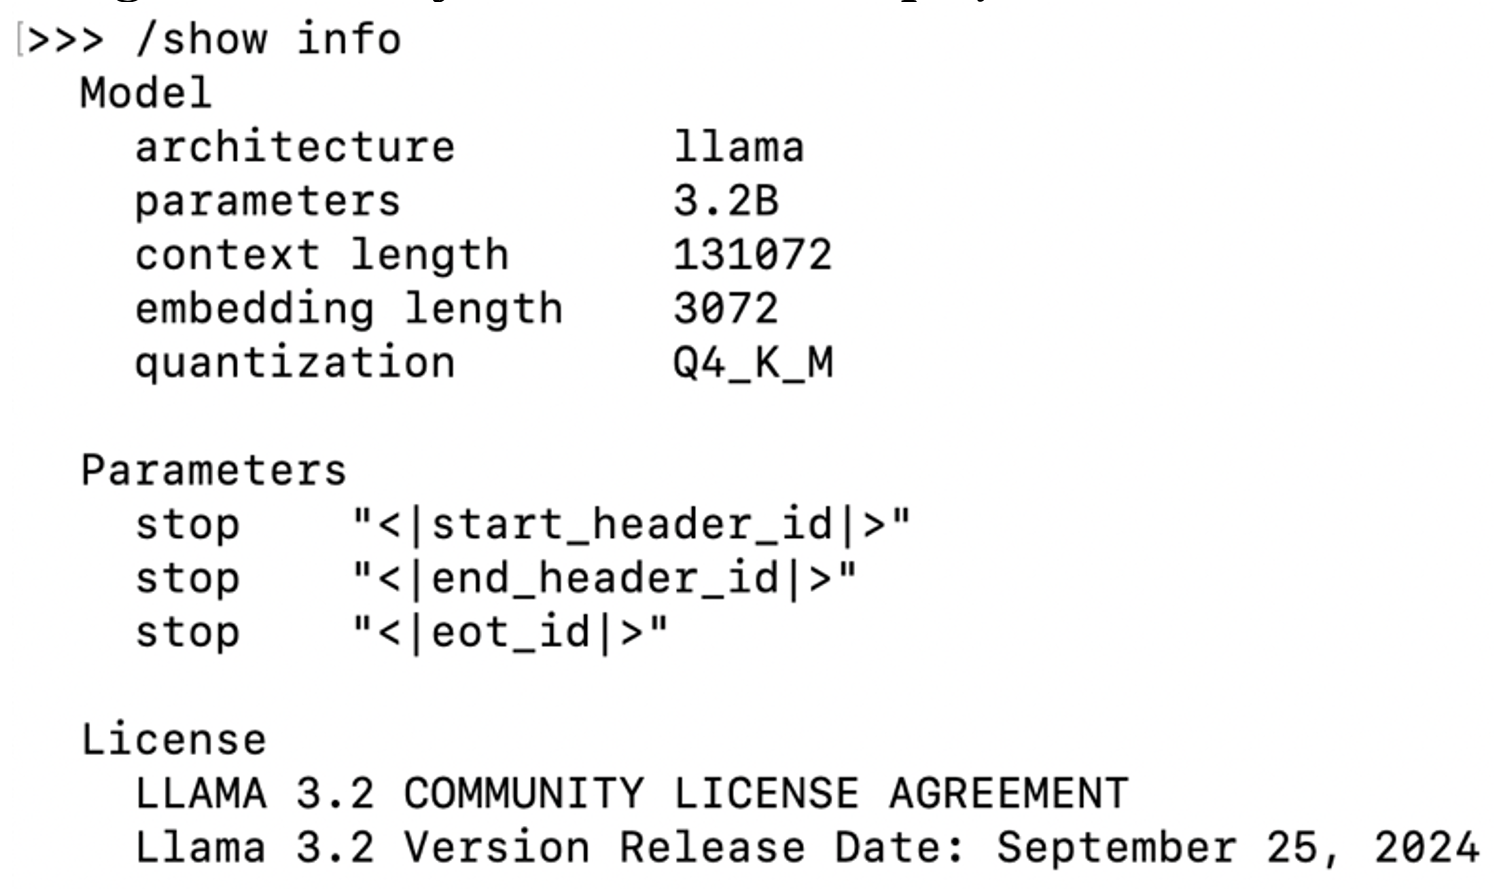 >>> /show info
Model
architecture llama
parameters 3.2B
context length 131072
embedding length 3072
quantization Q4_K_M
Parameters
stop "<|start_header_id|>"
stop "<|end_header_id|>"
stop "<|eot_id|>"
License
LLAMA 3.2 COMMUNITY LICENSE AGREEMENT
Llama 3.2 Version Release Date: September 25, 2024